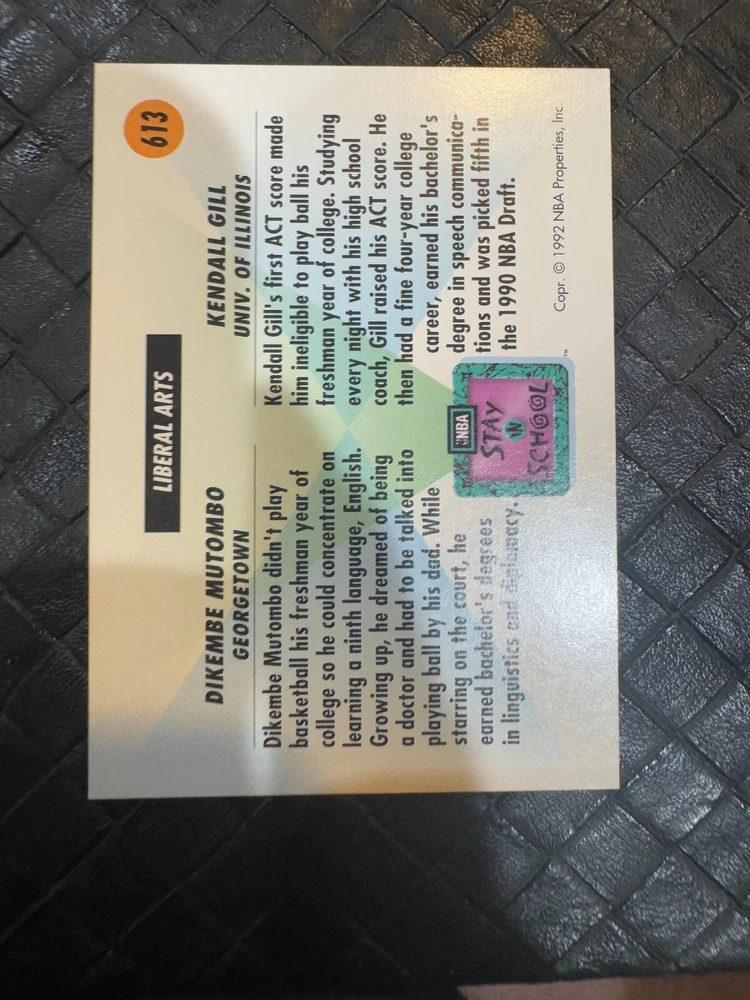 613
LIBERAL ARTS
DIKEMBE MUTOMBO
GEORGETOWN
Dikembe Mutombo didn't play
basketball his freshman year of
college so he could concentrate on
learning a ninth language, English.
Growing up, he dreamed of being
a doctor and had to be talked into
playing ball by his dad. While
starring on the court, he
earned bachelor's degrees
in linguistics and diplomacy.
KENDALL GILL
UNIV. OF ILLINOIS
Kendall Gill's first ACT score made
him ineligible to play ball his
freshman year of college. Studying
every night with his high school
coach, Gill raised his ACT score. He
then had a fine four-year college
career, earned his bachelor's
degree in speech communica-
tions and was picked fifth in
the 1990 NBA Draft.
NBA
STAY
IN
SCHOOL
™
Copr. © 1992 NBA Properties, Inc.